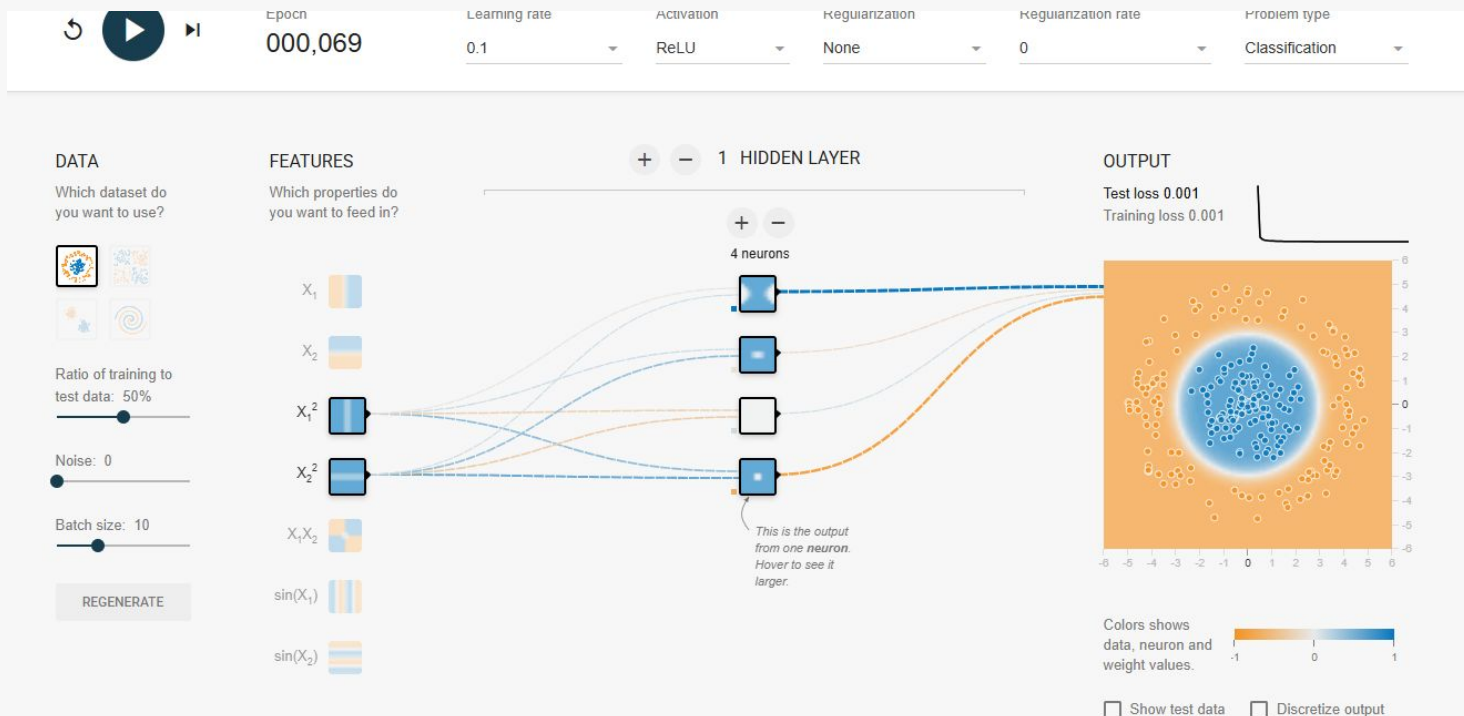 Epoch
Learning rate
Activation
Regularization
Regularization rate
Problem type
000,069
0.1
ReLU
None
0
Classification
DATA
Which dataset do
you want to use?
Ratio of training to
test data: 50%
Noise: 0
Batch size: 10
REGENERATE
FEATURES
Which properties do
you want to feed in?
X₁
X₂
X₁²
X₂²
X₁X₂
sin(X₁)
sin(X₂)
+ − 1 HIDDEN LAYER
+ −
4 neurons
This is the output
from one neuron.
Hover to see it
larger.
OUTPUT
Test loss 0.001
Training loss 0.001
6
5
4
3
2
1
0
-1
-2
-3
-4
-5
-6
-6 -5 -4 -3 -2 -1 0 1 2 3 4 5 6
Colors shows
data, neuron and
weight values.
-1 0 1
Show test data
Discretize output